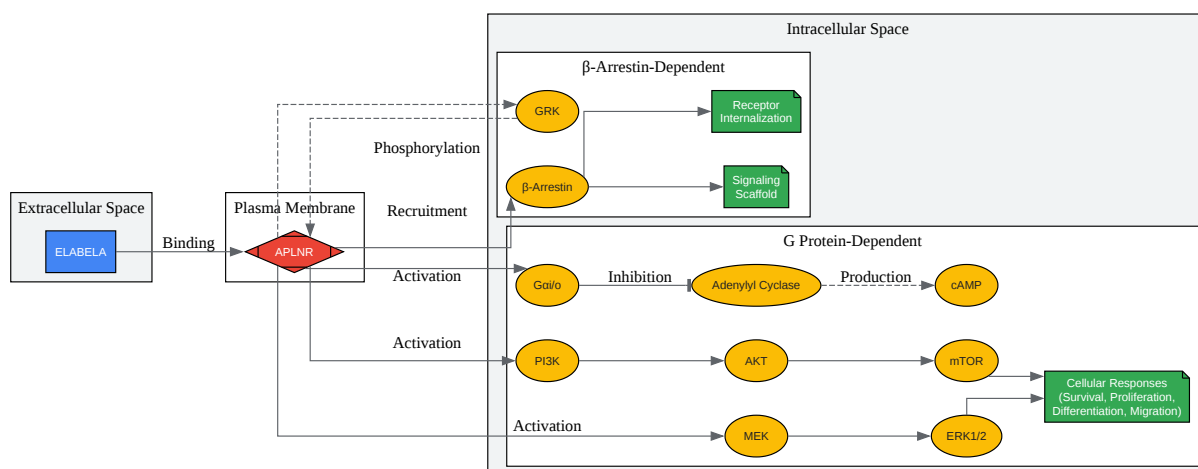 Intracellular Space
β-Arrestin-Dependent
GRK
Receptor
Internalization
Phosphorylation
β-Arrestin
Signaling
Scaffold
Extracellular Space
Plasma Membrane
Recruitment
ELABELA
Binding
APLNR
G Protein-Dependent
Activation
Gαi/o
Inhibition
Adenylyl Cyclase
Production
cAMP
Activation
PI3K
AKT
mTOR
Cellular Responses
(Survival, Proliferation,
Differentiation, Migration)
Activation
MEK
ERK1/2